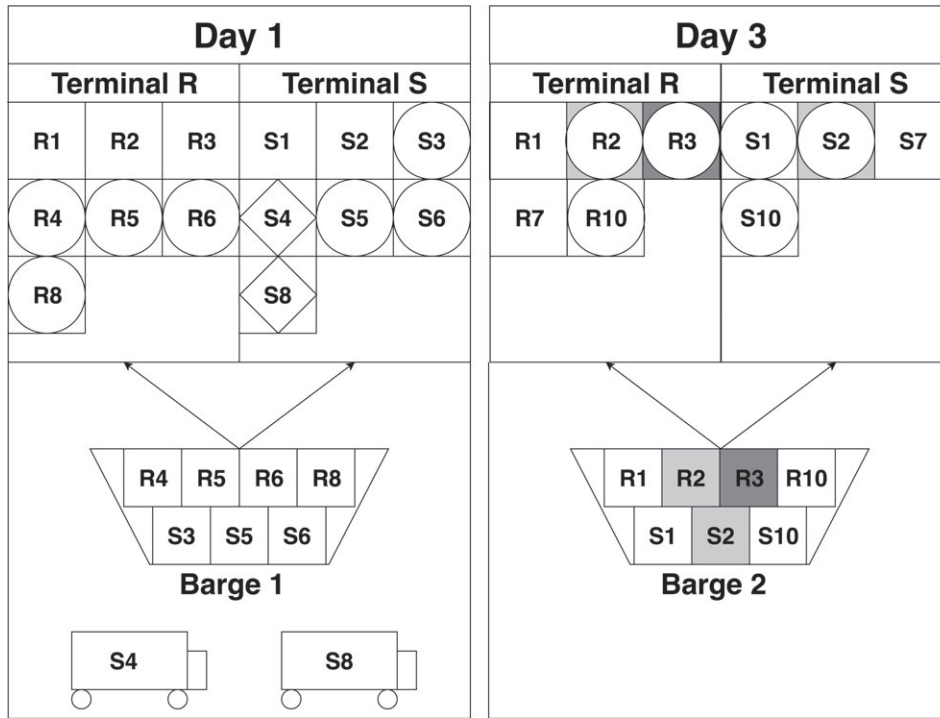 Day 1
Terminal R Terminal S
R1 R2 R3 S1 S2 S3
R4 R5 R6 S4 S5 S6
R8 S8
R4 R5 R6 R8
S3 S5 S6
Barge 1
S4 S8
Day 3
Terminal R Terminal S
R1 R2 R3 S1 S2 S7
R7 R10 S10
R1 R2 R3 R10
S1 S2 S10
Barge 2